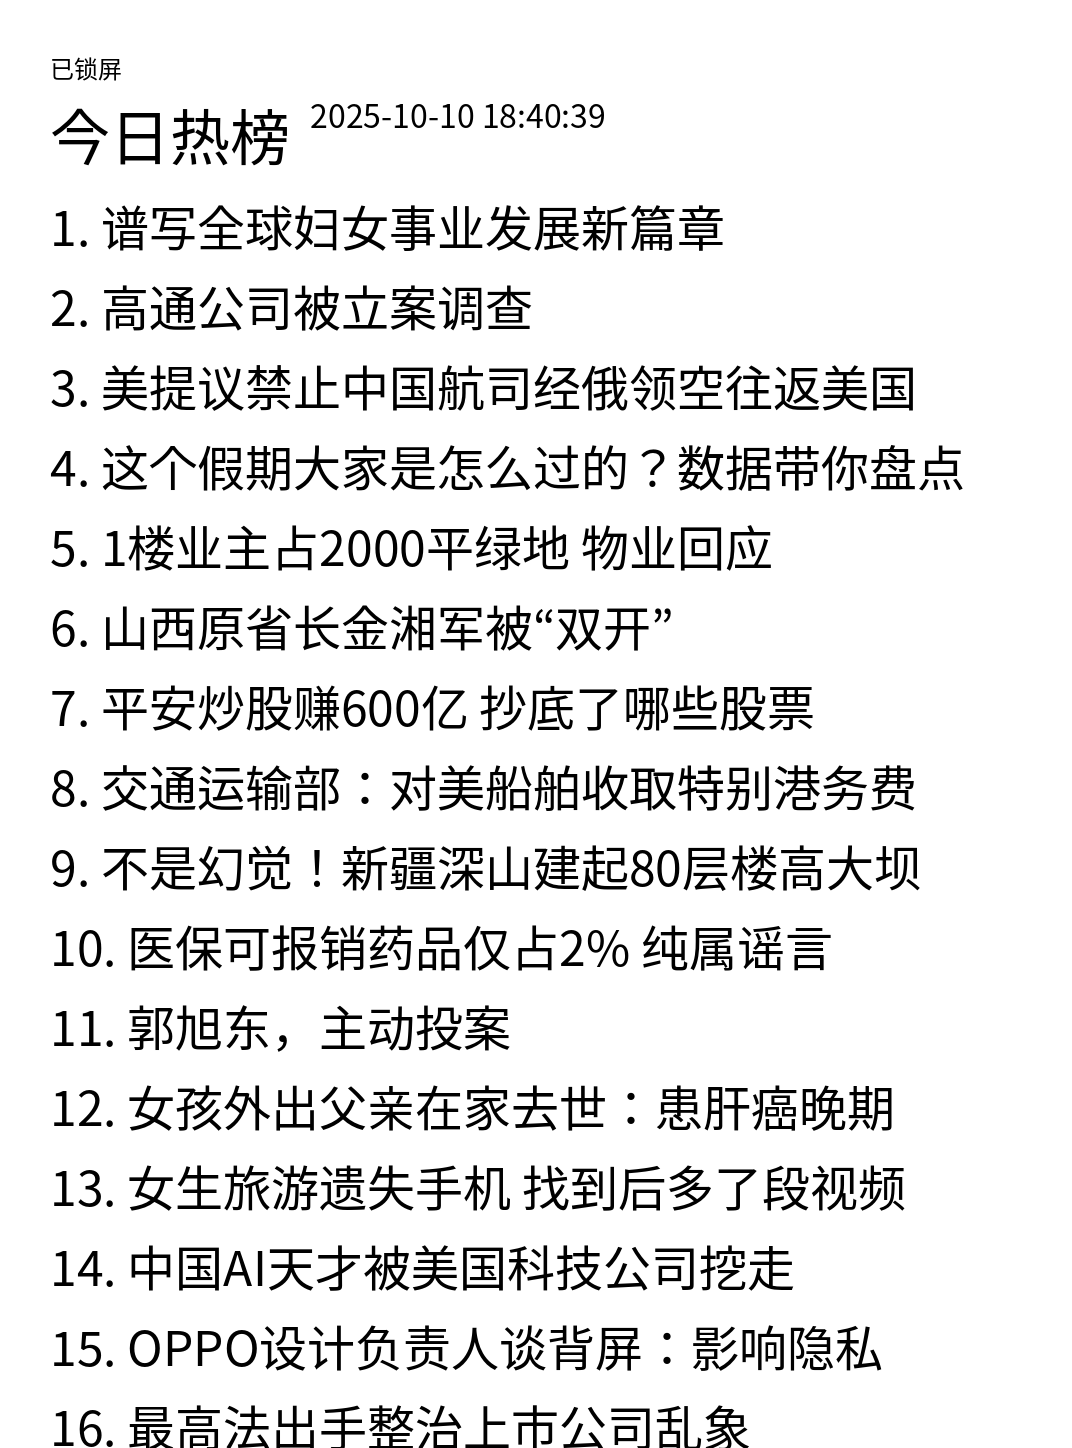 已锁屏
今日热榜 2025-10-10 18:40:39
1. 谱写全球妇女事业发展新篇章
2. 高通公司被立案调查
3. 美提议禁止中国航司经俄领空往返美国
4. 这个假期大家是怎么过的？数据带你盘点
5. 1楼业主占2000平绿地 物业回应
6. 山西原省长金湘军被“双开”
7. 平安炒股赚600亿 抄底了哪些股票
8. 交通运输部：对美船舶收取特别港务费
9. 不是幻觉！新疆深山建起80层楼高大坝
10. 医保可报销药品仅占2% 纯属谣言
11. 郭旭东，主动投案
12. 女孩外出父亲在家去世：患肝癌晚期
13. 女生旅游遗失手机 找到后多了段视频
14. 中国AI天才被美国科技公司挖走
15. OPPO设计负责人谈背屏：影响隐私
16. 最高法出手整治上市公司乱象